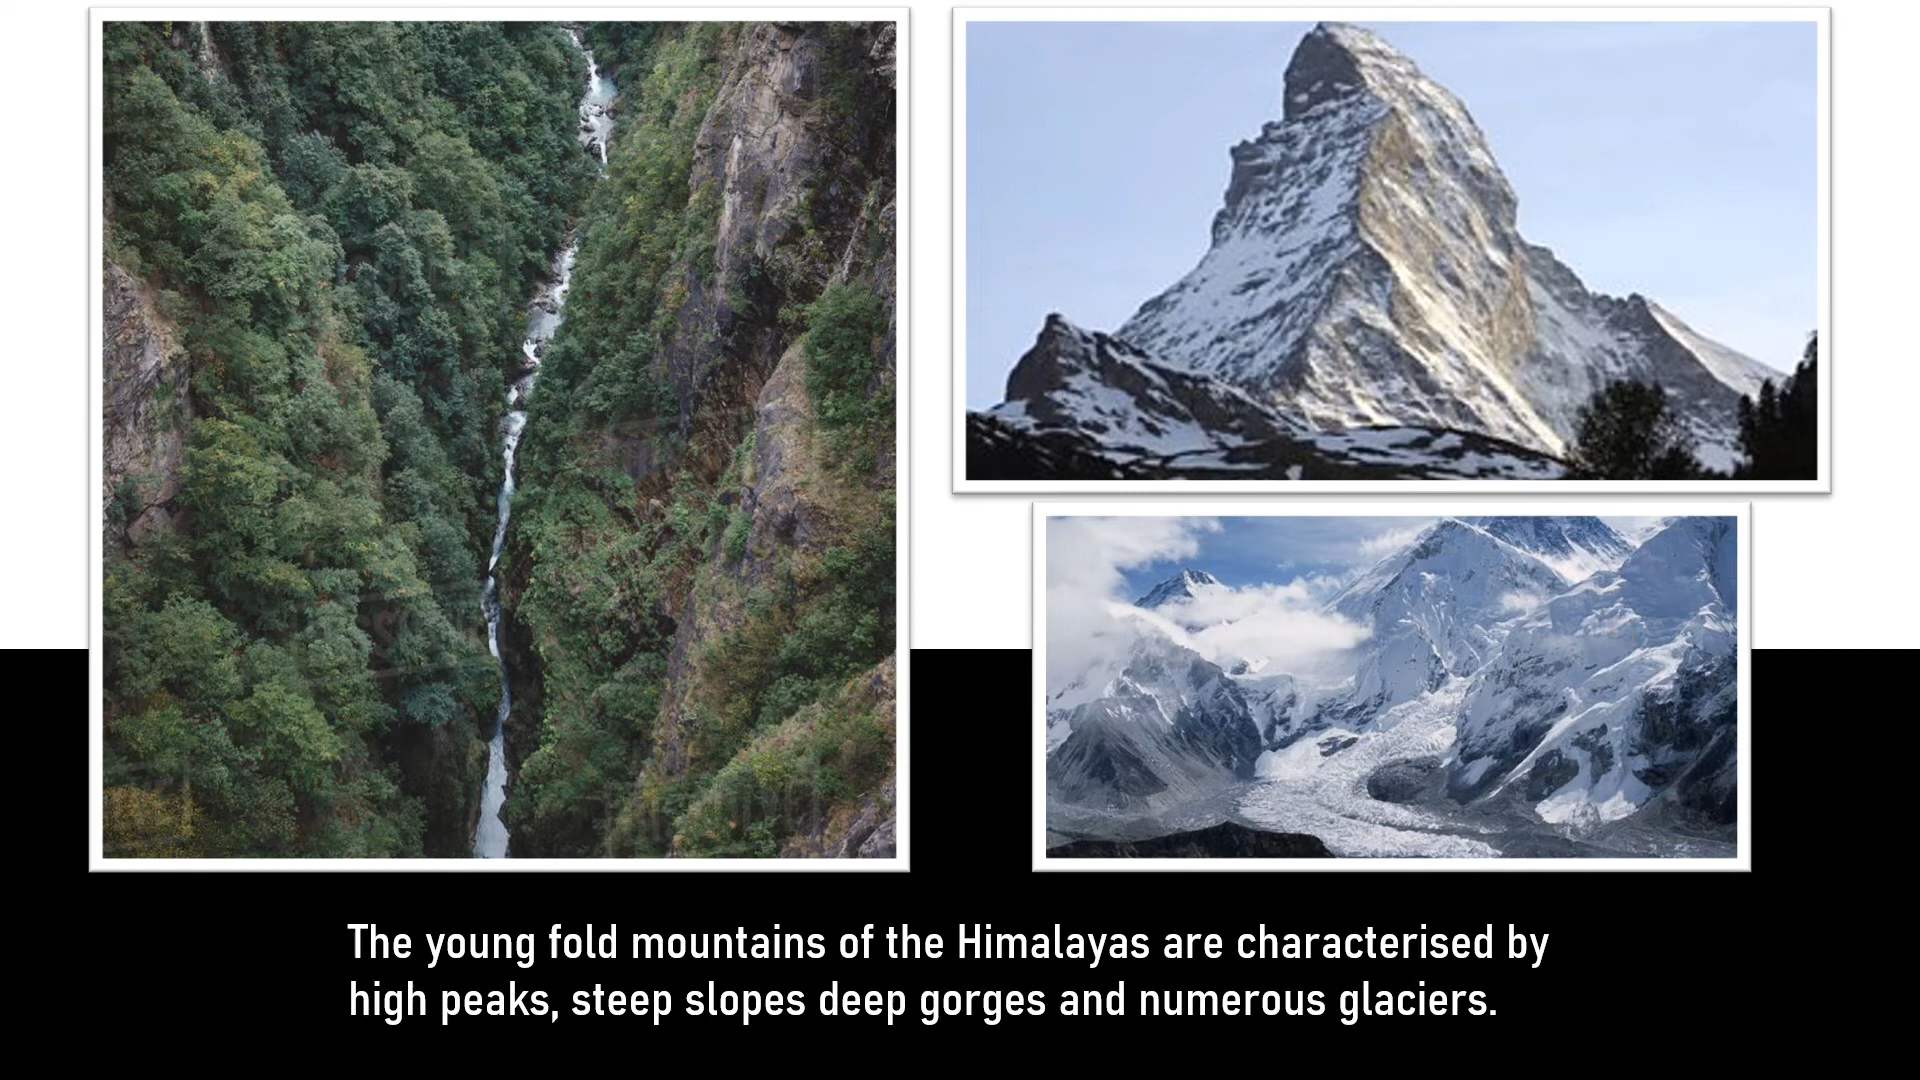 The young fold mountains of the Himalayas are characterised by
high peaks, steep slopes deep gorges and numerous glaciers.